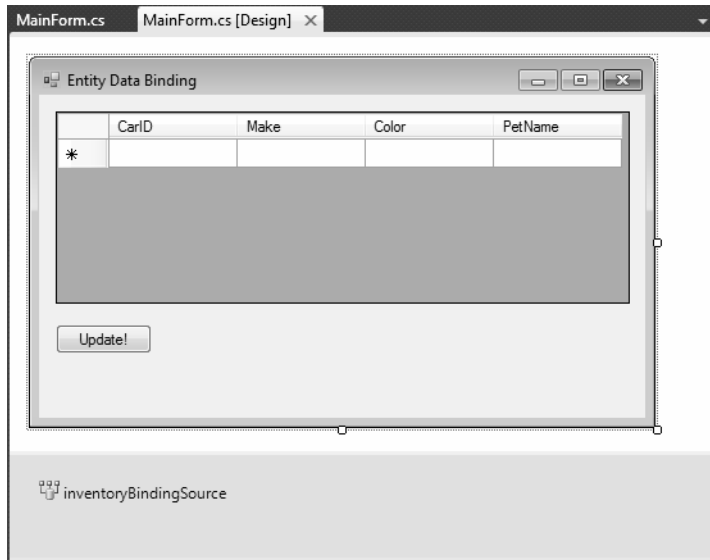 MainForm.cs MainForm.cs [Design]
Entity Data Binding
CarID Make Color PetName
Update!
inventoryBindingSource